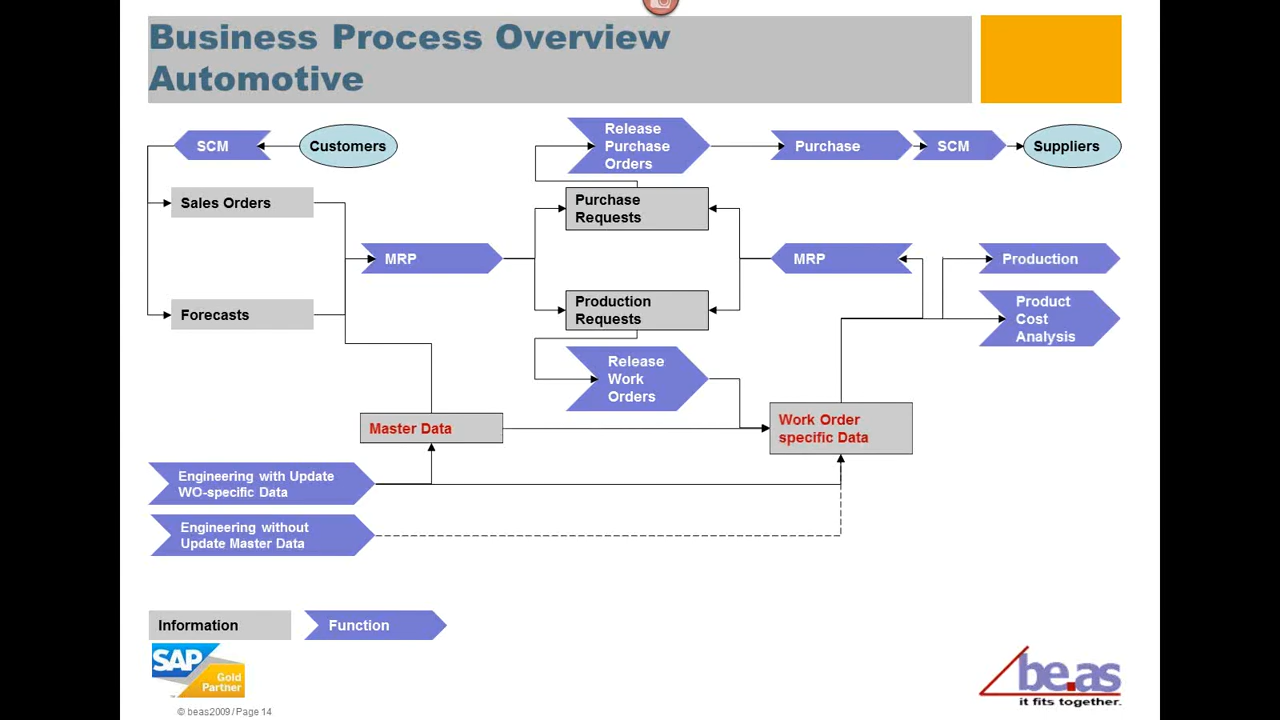 Business Process Overview
Automotive
SCM
Customers
Release
Purchase
Orders
Purchase
SCM
Suppliers
Sales Orders
Purchase
Requests
MRP
MRP
Production
Forecasts
Production
Requests
Product
Cost
Analysis
Release
Work
Orders
Master Data
Work Order
specific Data
Engineering with Update
WO-specific Data
Engineering without
Update Master Data
Information
Function
SAP
Gold
Partner
be.as
it fits together.
© beas2009 / Page 14